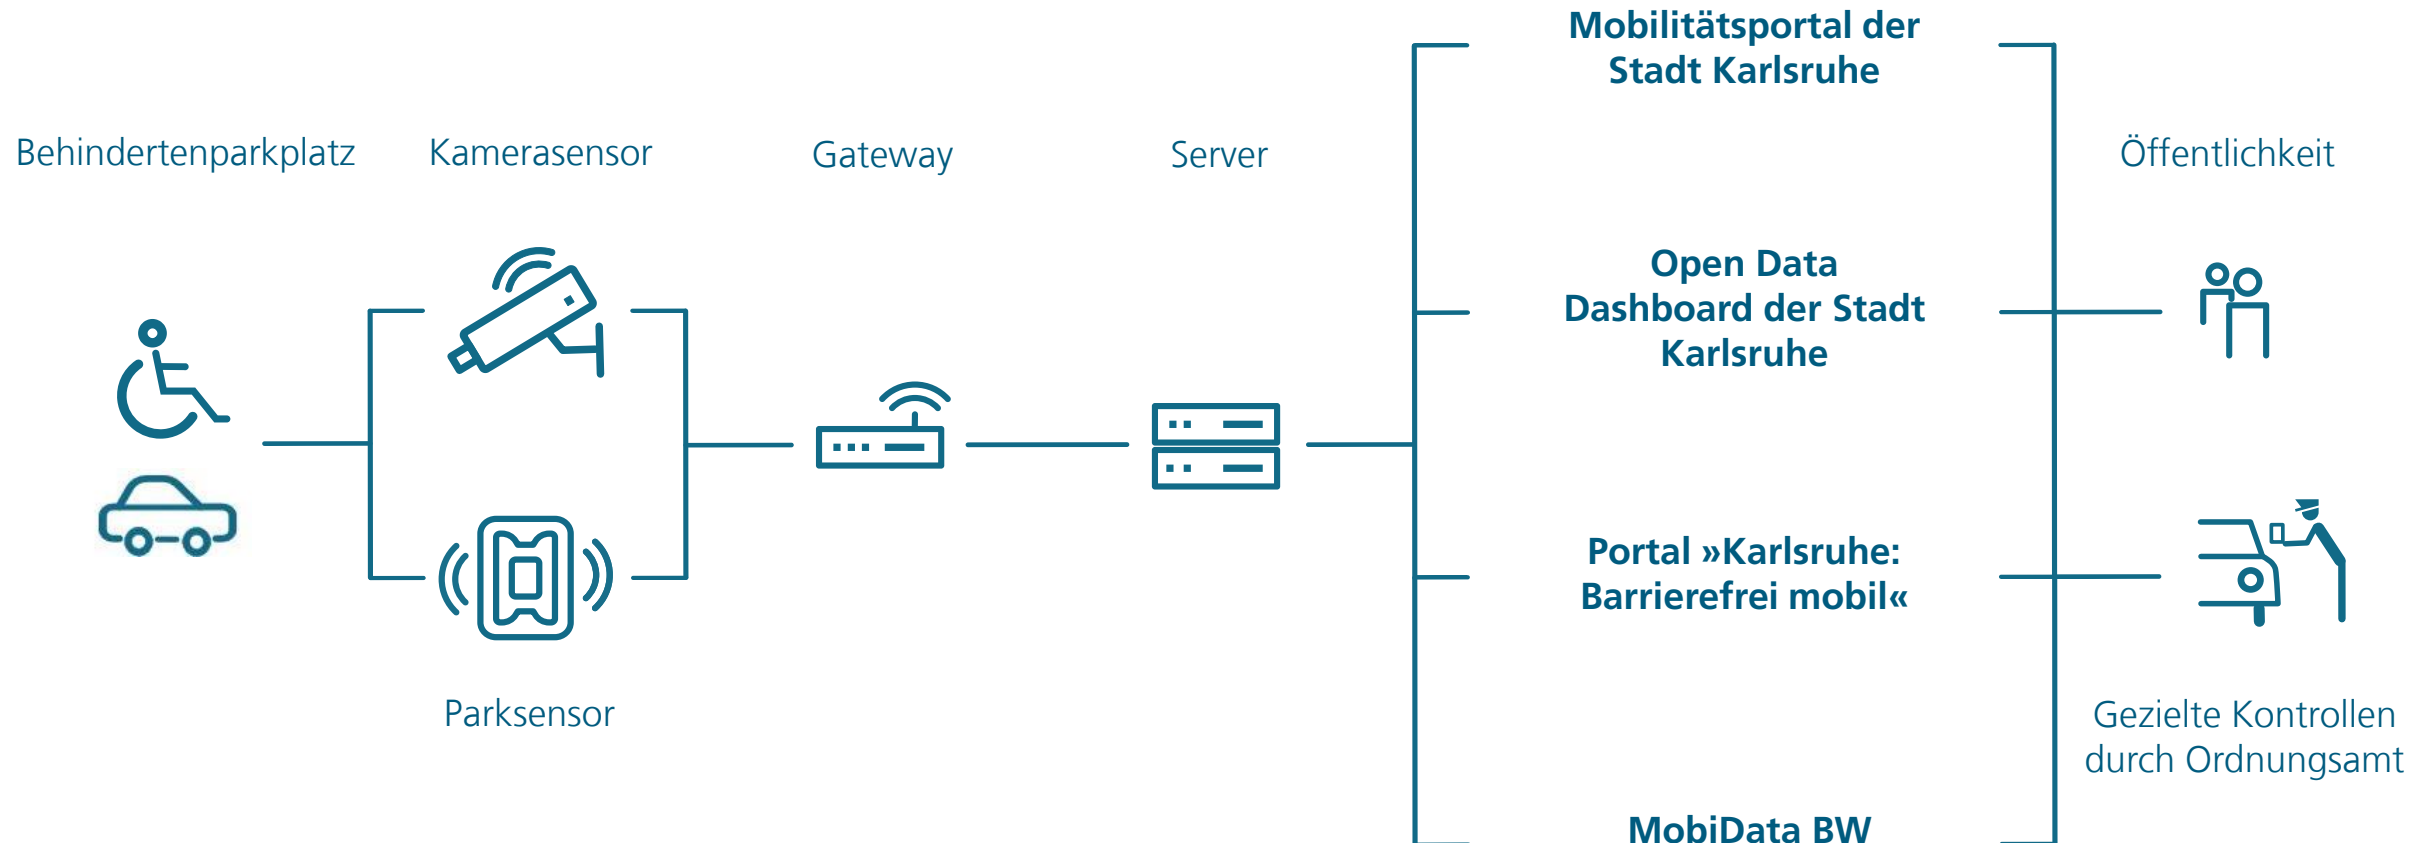 Mobilitätsportal der
Stadt Karlsruhe
Behindertenparkplatz
Kamerasensor
Gateway
Server
Öffentlichkeit
Open Data
Dashboard der Stadt
Karlsruhe
Portal »Karlsruhe:
Barrierefrei mobil«
Parksensor
Gezielte Kontrollen
durch Ordnungsamt
MobiData BW